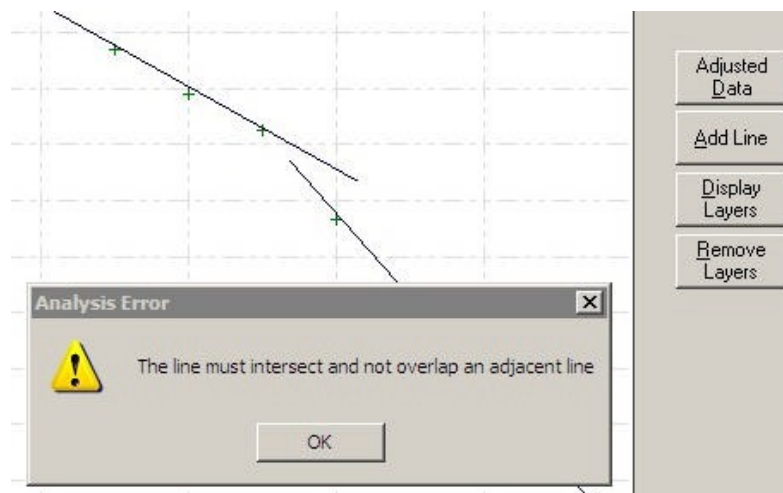 Adjusted
Data
Add Line
Display
Layers
Remove
Layers
Analysis Error
The line must intersect and not overlap an adjacent line
OK